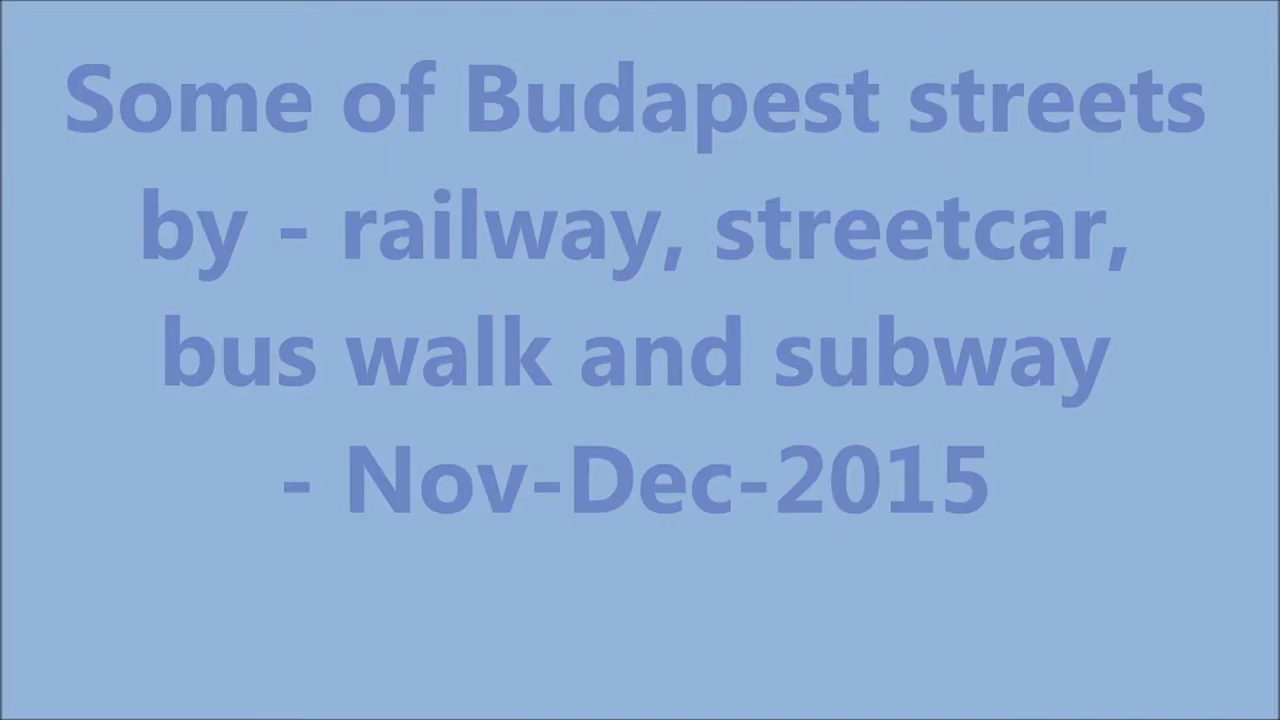 Some of Budapest streets
by - railway, streetcar,
bus walk and subway
- Nov-Dec-2015